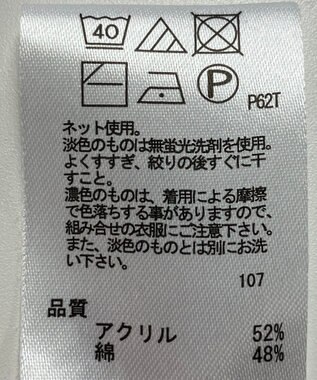 40
P
P62T
ネット使用。
淡色のものは無蛍光洗剤を使用。
よくすすぎ、絞りの後すぐに干
すこと。
濃色のものは、着用による摩擦
で色落ちする事がありますので、
組み合せの衣服にご注意下さい。
また、淡色のものとは別にお洗
い下さい。
107
品質
アクリル 52%
綿 48%